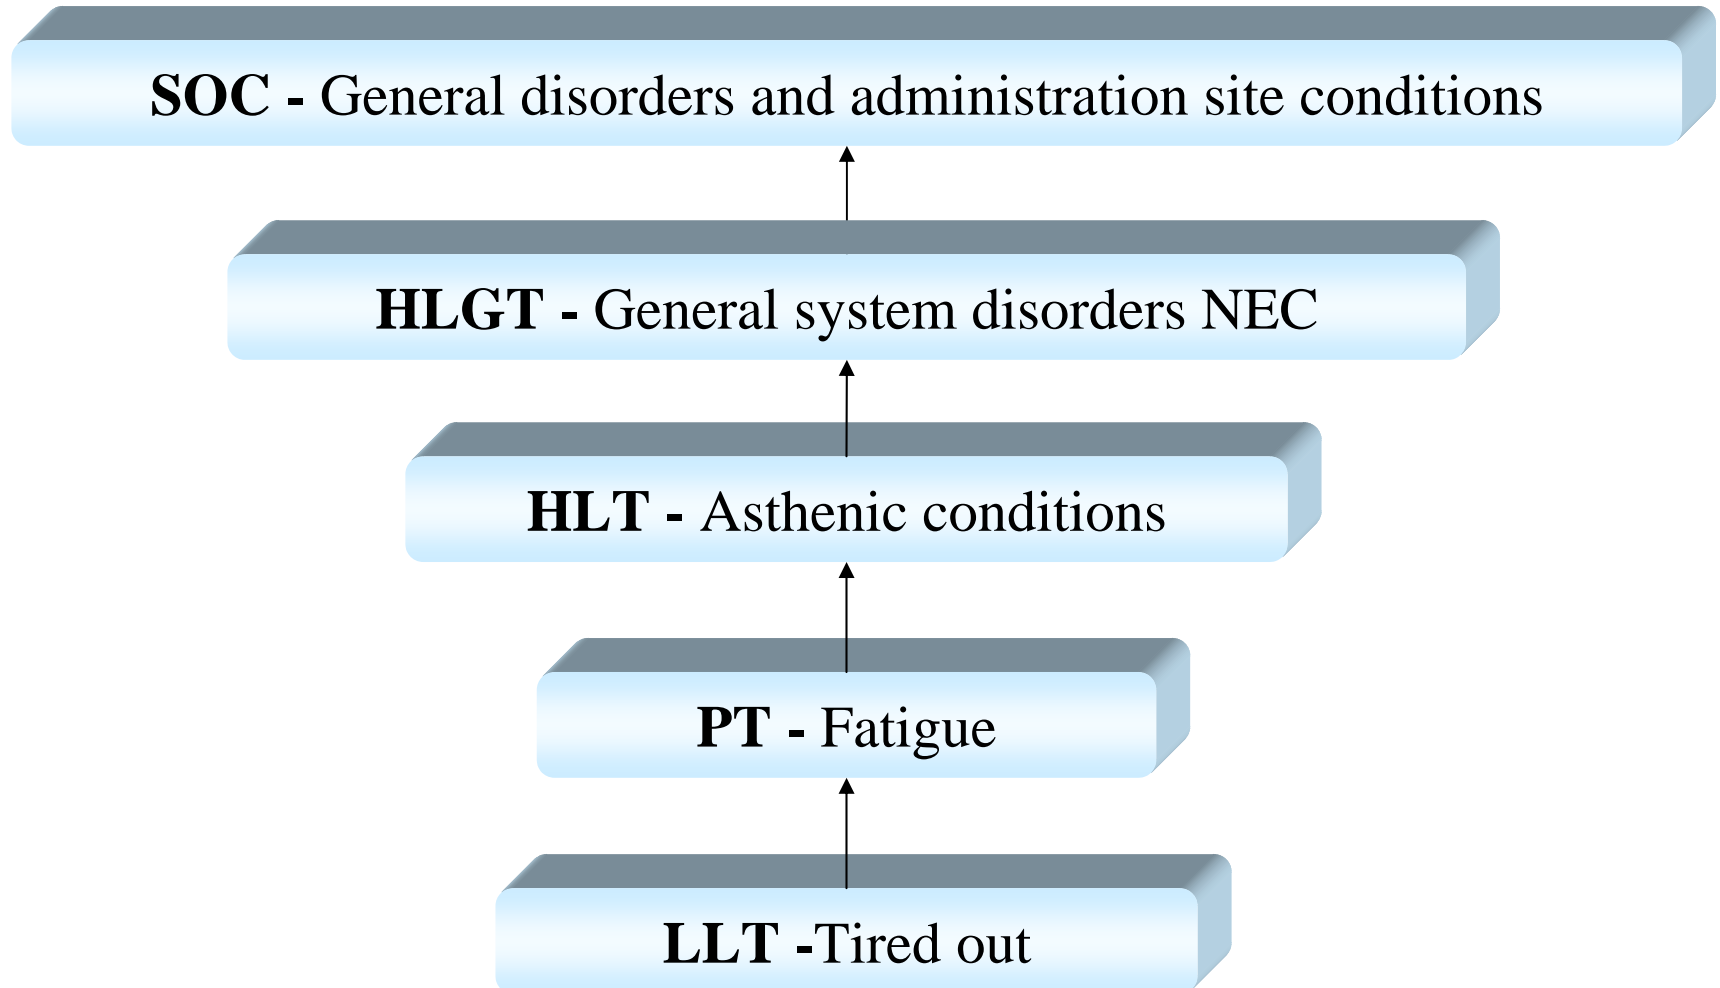 SOC - General disorders and administration site conditions
HLGT - General system disorders NEC
HLT - Asthenic conditions
PT - Fatigue
LLT -Tired out